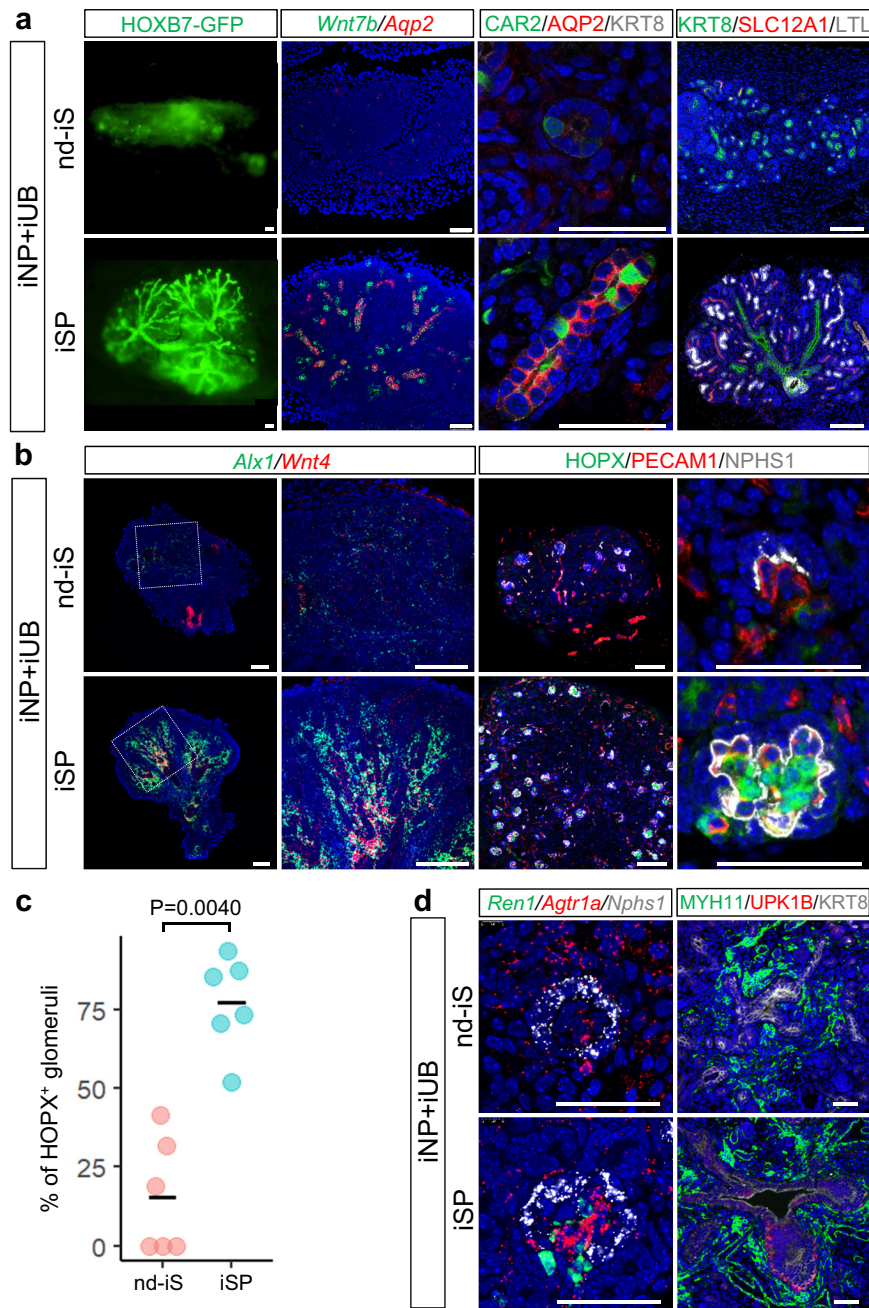 a
HOXB7-GFP
Wnt7b/Aqp2
CAR2/AQP2/KRT8
KRT8/SLC12A1/LTL
iNP+iUB
nd-iS
iSP
b
Alx1/Wnt4
HOPX/PECAM1/NPHS1
iNP+iUB
nd-iS
iSP
c
P=0.0040
% of HOPX⁺ glomeruli
75
50
25
0
nd-iS
iSP
d
Ren1/Agtr1a/Nphs1
MYH11/UPK1B/KRT8
iNP+iUB
nd-iS
iSP